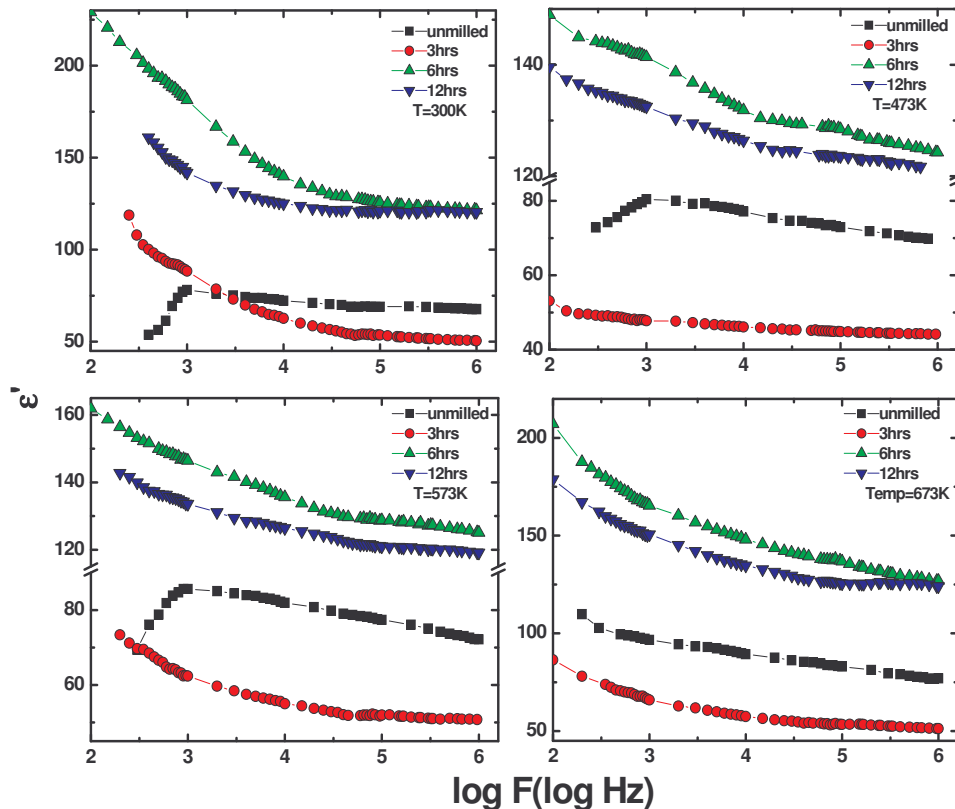 unmilled
3hrs
6hrs
12hrs
T=300K
200
150
100
50
2 3 4 5 6
unmilled
3hrs
6hrs
12hrs
T=473K
140
120
80
60
40
2 3 4 5 6
ε'
unmilled
3hrs
6hrs
12hrs
T=573K
160
140
120
80
60
2 3 4 5 6
unmilled
3hrs
6hrs
12hrs
Temp=673K
200
150
100
50
2 3 4 5 6
log F(log Hz)